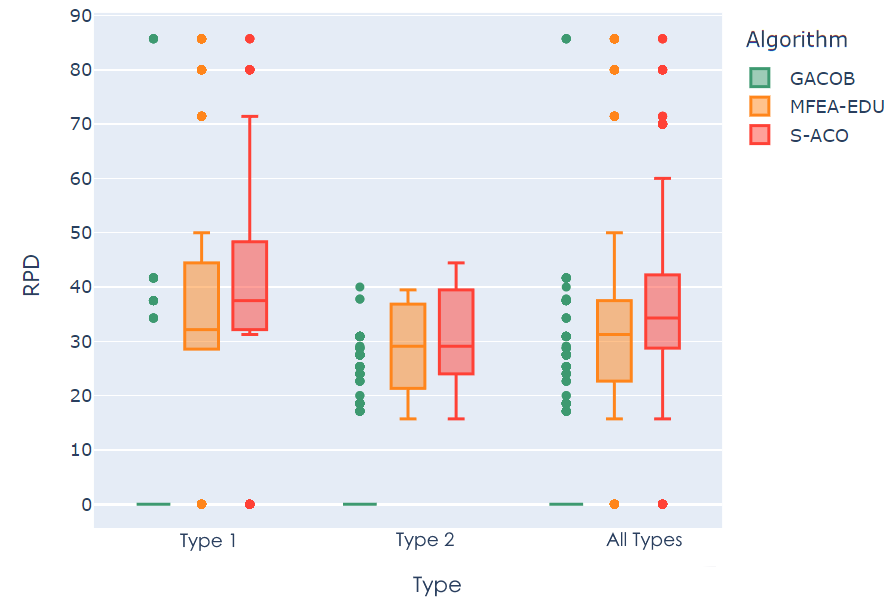 90
80
70
60
50
40
30
20
10
0
RPD
Type 1
Type 2
All Types
Type
Algorithm
GACOB
MFEA-EDU
S-ACO